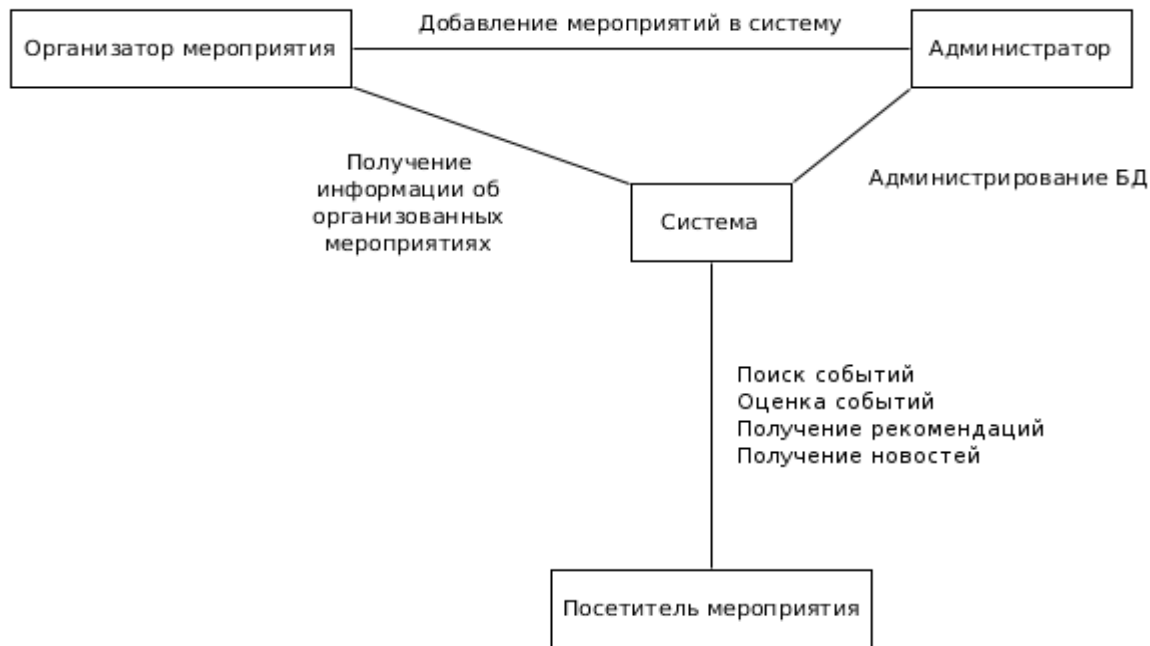 Добавление мероприятий в систему
Организатор мероприятия
Администратор
Получение
информации об
организованных
мероприятиях
Администрирование БД
Система
Поиск событий
Оценка событий
Получение рекомендаций
Получение новостей
Посетитель мероприятия